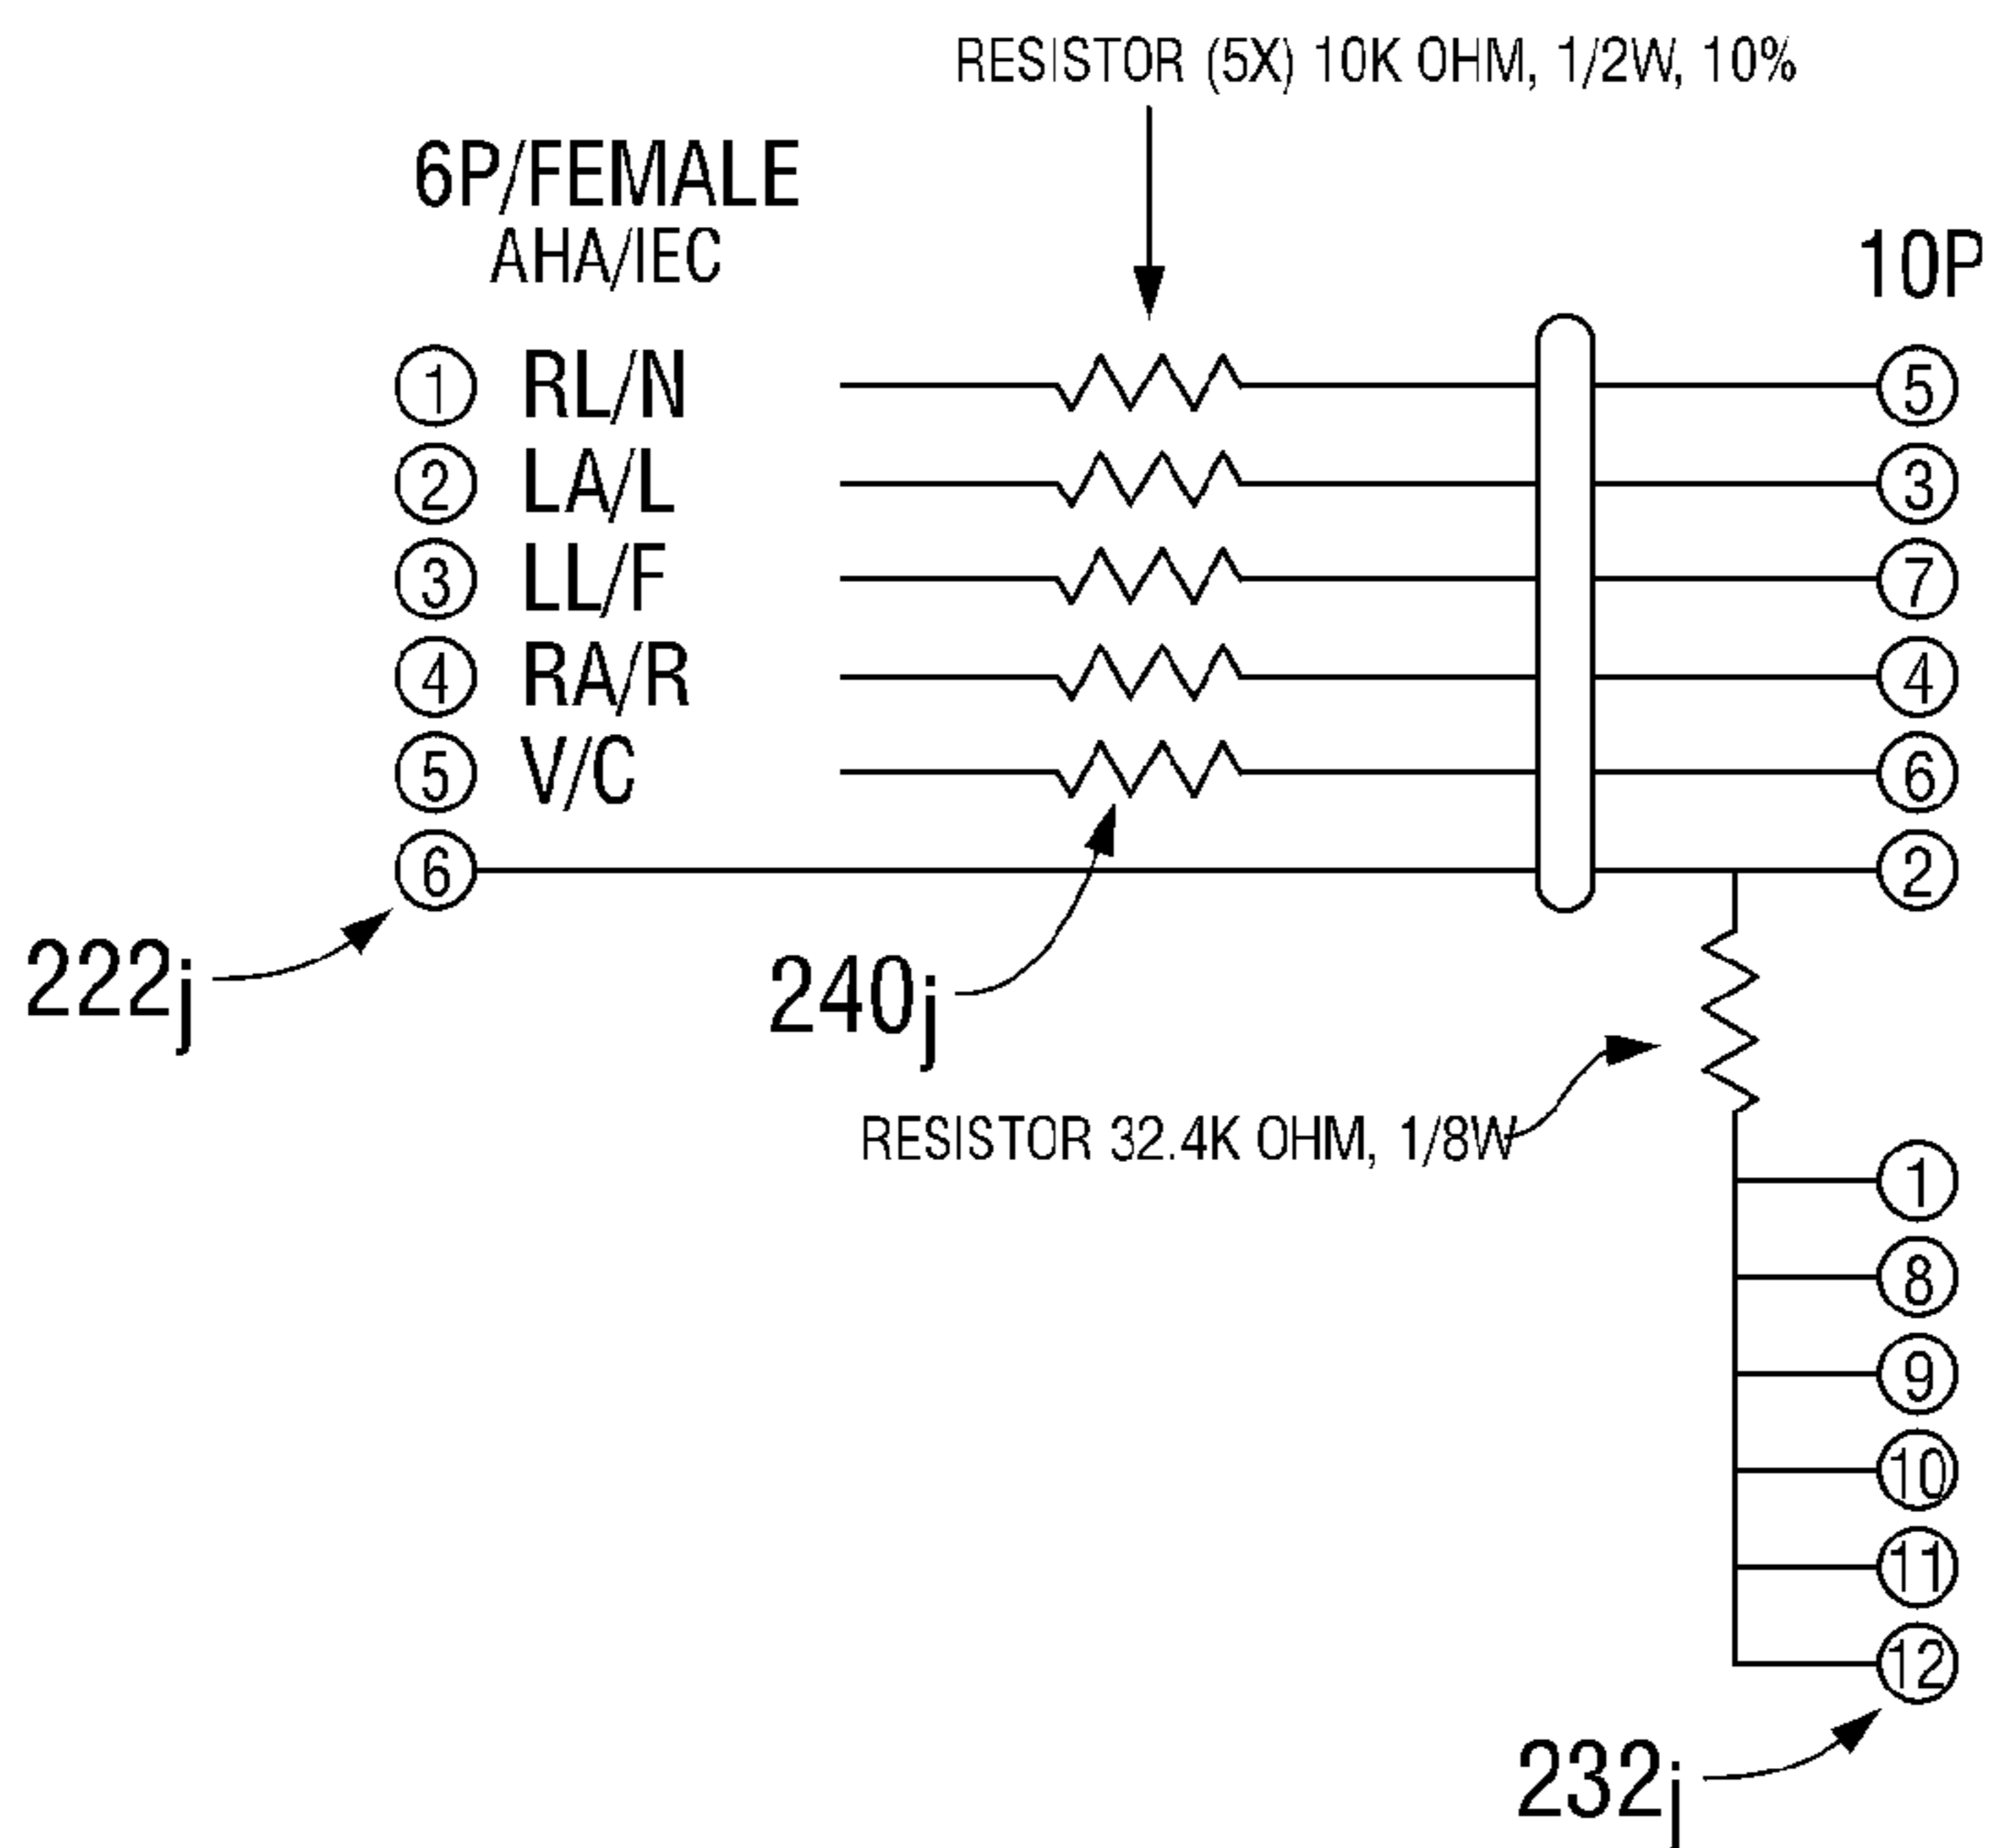 RESISTOR (5X) 10K OHM, 1/2W, 10%
6P/FEMALE
AHA/IEC
10P
1 RL/N 5
2 LA/L 3
3 LL/F 7
4 RA/R 4
5 V/C 6
6 2
222j
240j
RESISTOR 32.4K OHM, 1/8W
1
8
9
10
11
12
232j